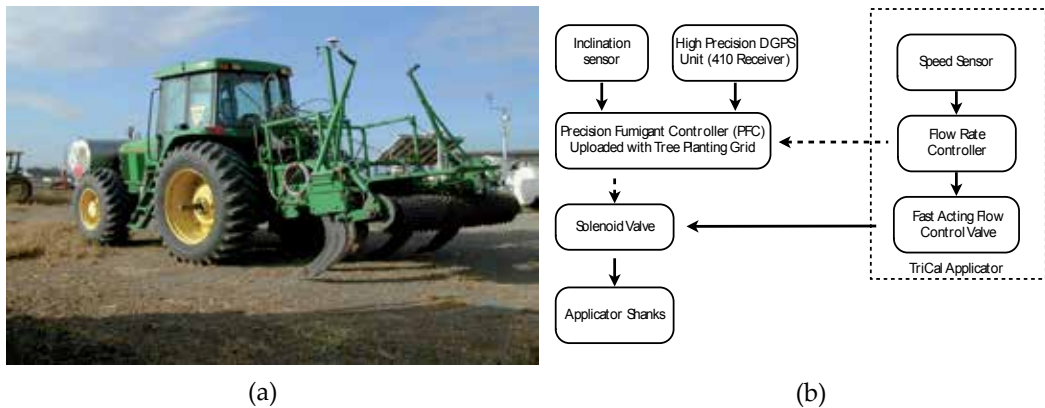 Inclination
sensor
High Precision DGPS
Unit (410 Receiver)
Precision Fumigant Controller (PFC)
Uploaded with Tree Planting Grid
Solenoid Valve
Applicator Shanks
Speed Sensor
Flow Rate
Controller
Fast Acting Flow
Control Valve
TriCal Applicator
(a)
(b)